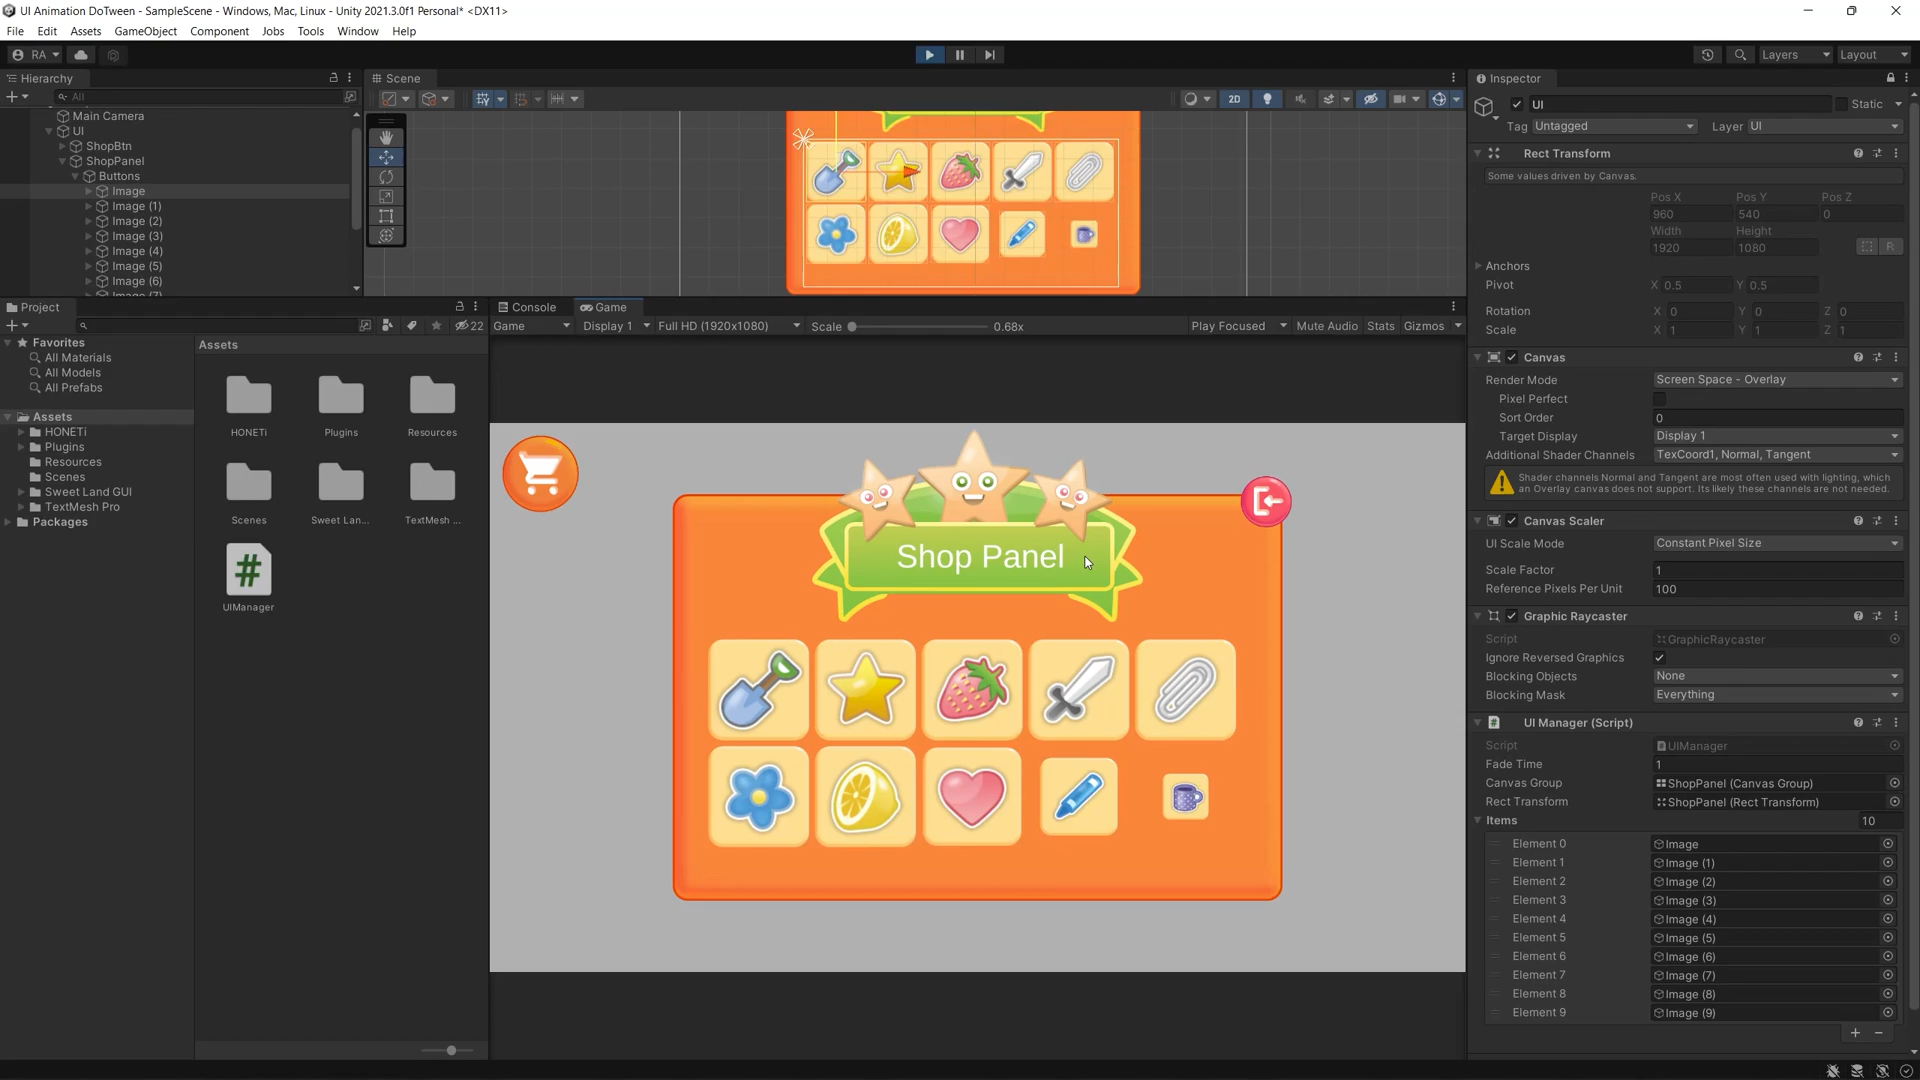 UI Animation DoTween - SampleScene - Windows, Mac, Linux - Unity 2021.3.0f1 Personal* <DX11>
File Edit Assets GameObject Component Jobs Tools Window Help
RA Layers Layout
Hierarchy
All
Main Camera
UI
ShopBtn
ShopPanel
Buttons
Image
Image (1)
Image (2)
Image (3)
Image (4)
Image (5)
Image (6)
Image (7)
Scene
2D
Project
22
Favorites
All Materials
All Models
All Prefabs
Assets
HONETi
Plugins
Resources
Scenes
Sweet Land GUI
TextMesh Pro
Packages
Assets
HONETi Plugins Resources
Scenes Sweet Lan... TextMesh ...
#
UIManager
Console Game
Game Display 1 Full HD (1920x1080) Scale 0.68x Play Focused Mute Audio Stats Gizmos
Shop Panel
Inspector
UI Static
Tag Untagged Layer UI
Rect Transform
Some values driven by Canvas.
Pos X Pos Y Pos Z
960 540 0
Width Height
1920 1080 R
Anchors
Pivot X 0.5 Y 0.5
Rotation X 0 Y 0 Z 0
Scale X 1 Y 1 Z 1
Canvas
Render Mode Screen Space - Overlay
Pixel Perfect
Sort Order 0
Target Display Display 1
Additional Shader Channels TexCoord1, Normal, Tangent
Shader channels Normal and Tangent are most often used with lighting, which
an Overlay canvas does not support. Its likely these channels are not needed.
Canvas Scaler
UI Scale Mode Constant Pixel Size
Scale Factor 1
Reference Pixels Per Unit 100
Graphic Raycaster
Script GraphicRaycaster
Ignore Reversed Graphics
Blocking Objects None
Blocking Mask Everything
# UI Manager (Script)
Script UIManager
Fade Time 1
Canvas Group ShopPanel (Canvas Group)
Rect Transform ShopPanel (Rect Transform)
Items 10
Element 0 Image
Element 1 Image (1)
Element 2 Image (2)
Element 3 Image (3)
Element 4 Image (4)
Element 5 Image (5)
Element 6 Image (6)
Element 7 Image (7)
Element 8 Image (8)
Element 9 Image (9)